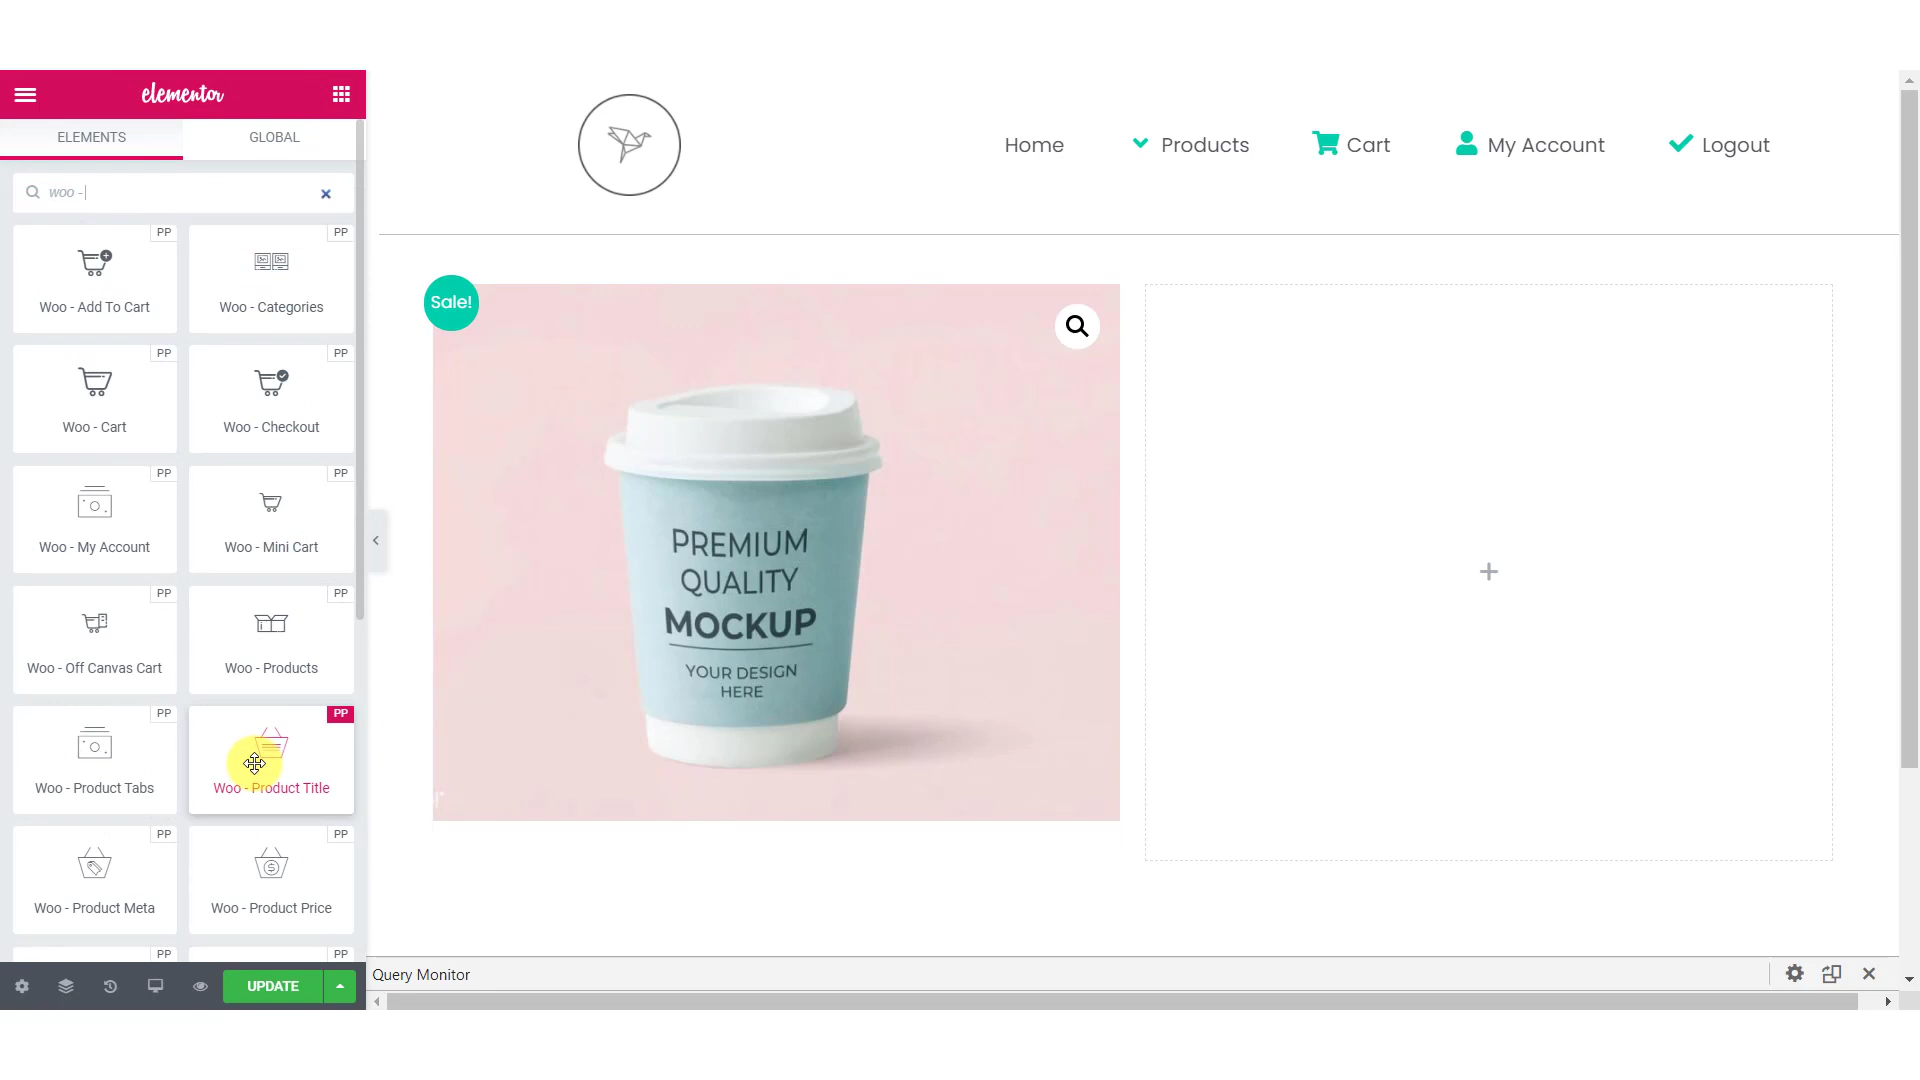 elementor
ELEMENTS
GLOBAL
woo -
PP
Woo - Add To Cart
PP
Woo - Categories
PP
Woo - Cart
PP
Woo - Checkout
PP
Woo - My Account
PP
Woo - Mini Cart
PP
Woo - Off Canvas Cart
PP
Woo - Products
PP
Woo - Product Tabs
PP
Woo - Product Title
PP
Woo - Product Meta
PP
Woo - Product Price
PP
PP
UPDATE
Home
Products
Cart
My Account
Logout
Sale!
PREMIUM
QUALITY
MOCKUP
YOUR DESIGN
HERE
Query Monitor